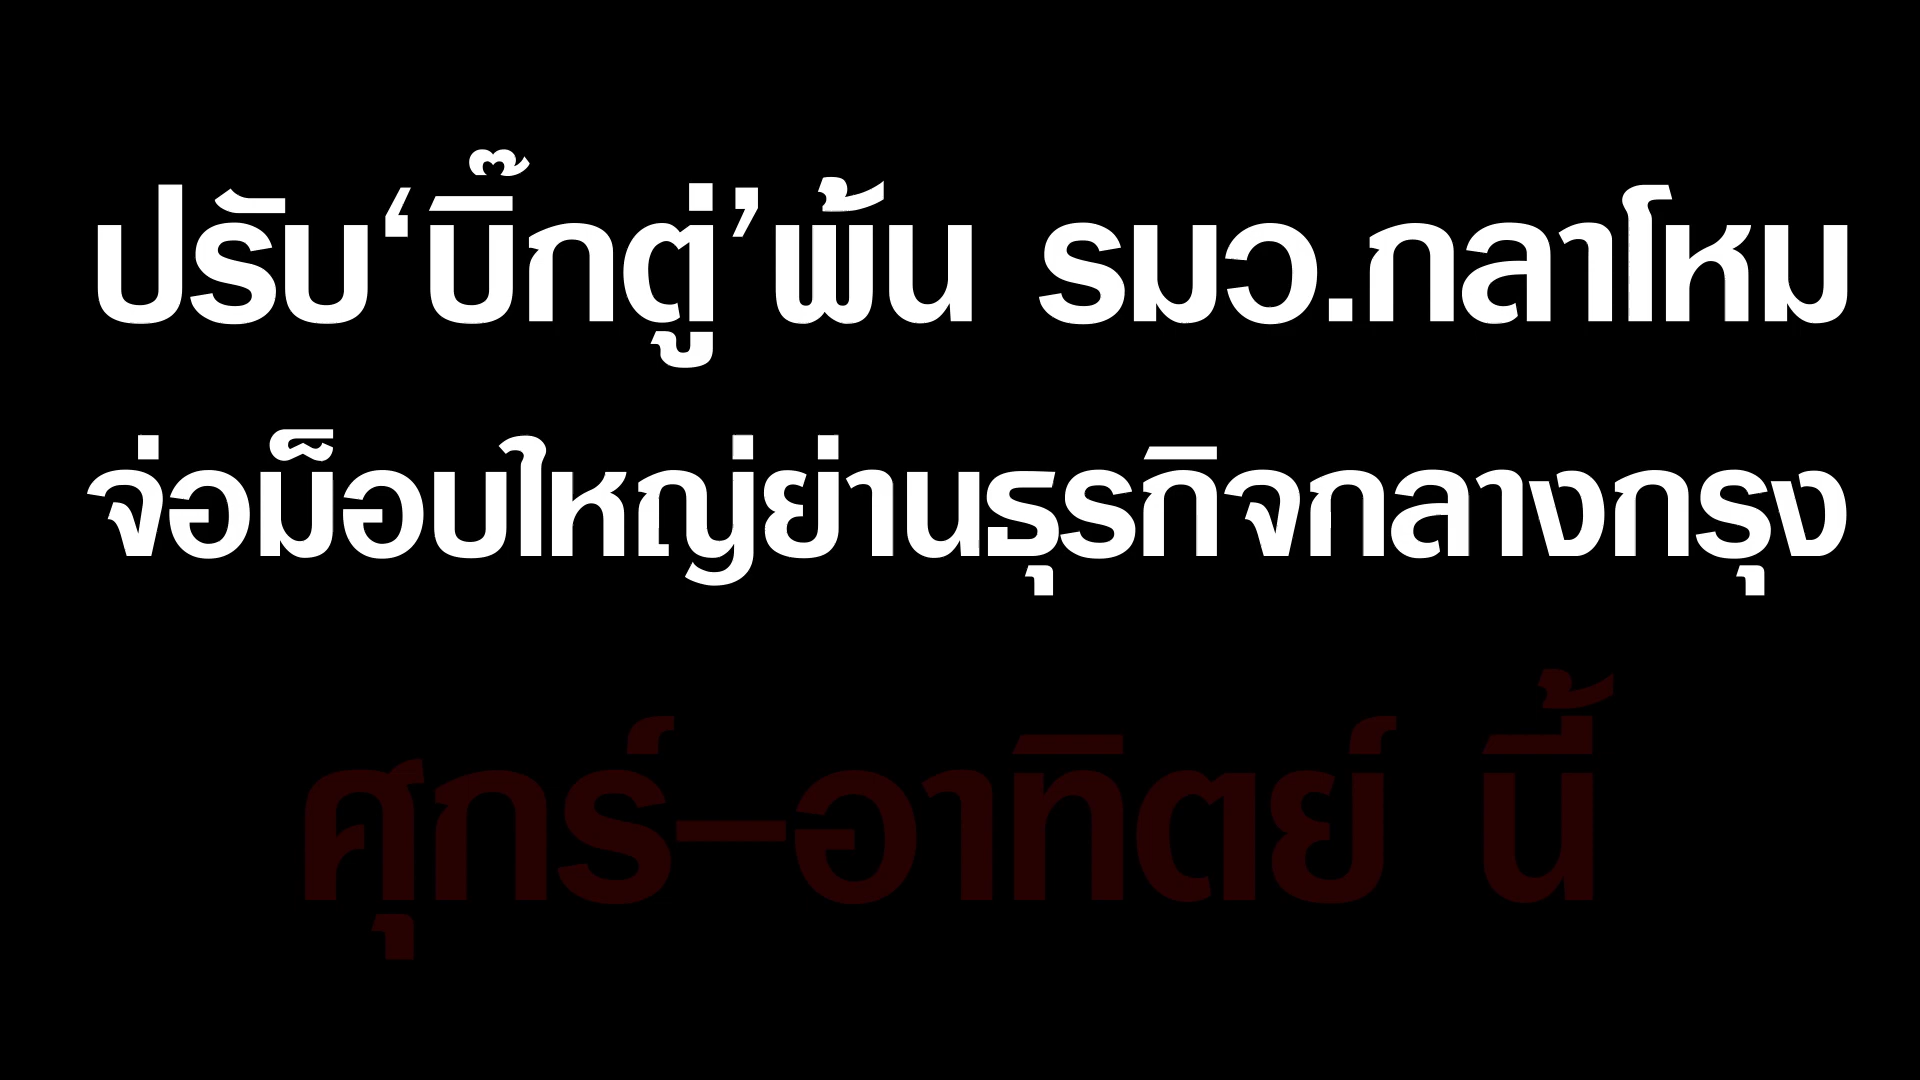 ปรับ‘บิ๊กตู่’พ้น รมว.กลาโหม
จ่อม็อบใหญ่ย่านธุรกิจกลางกรุง
ศุกร์–อาทิตย์ นี้